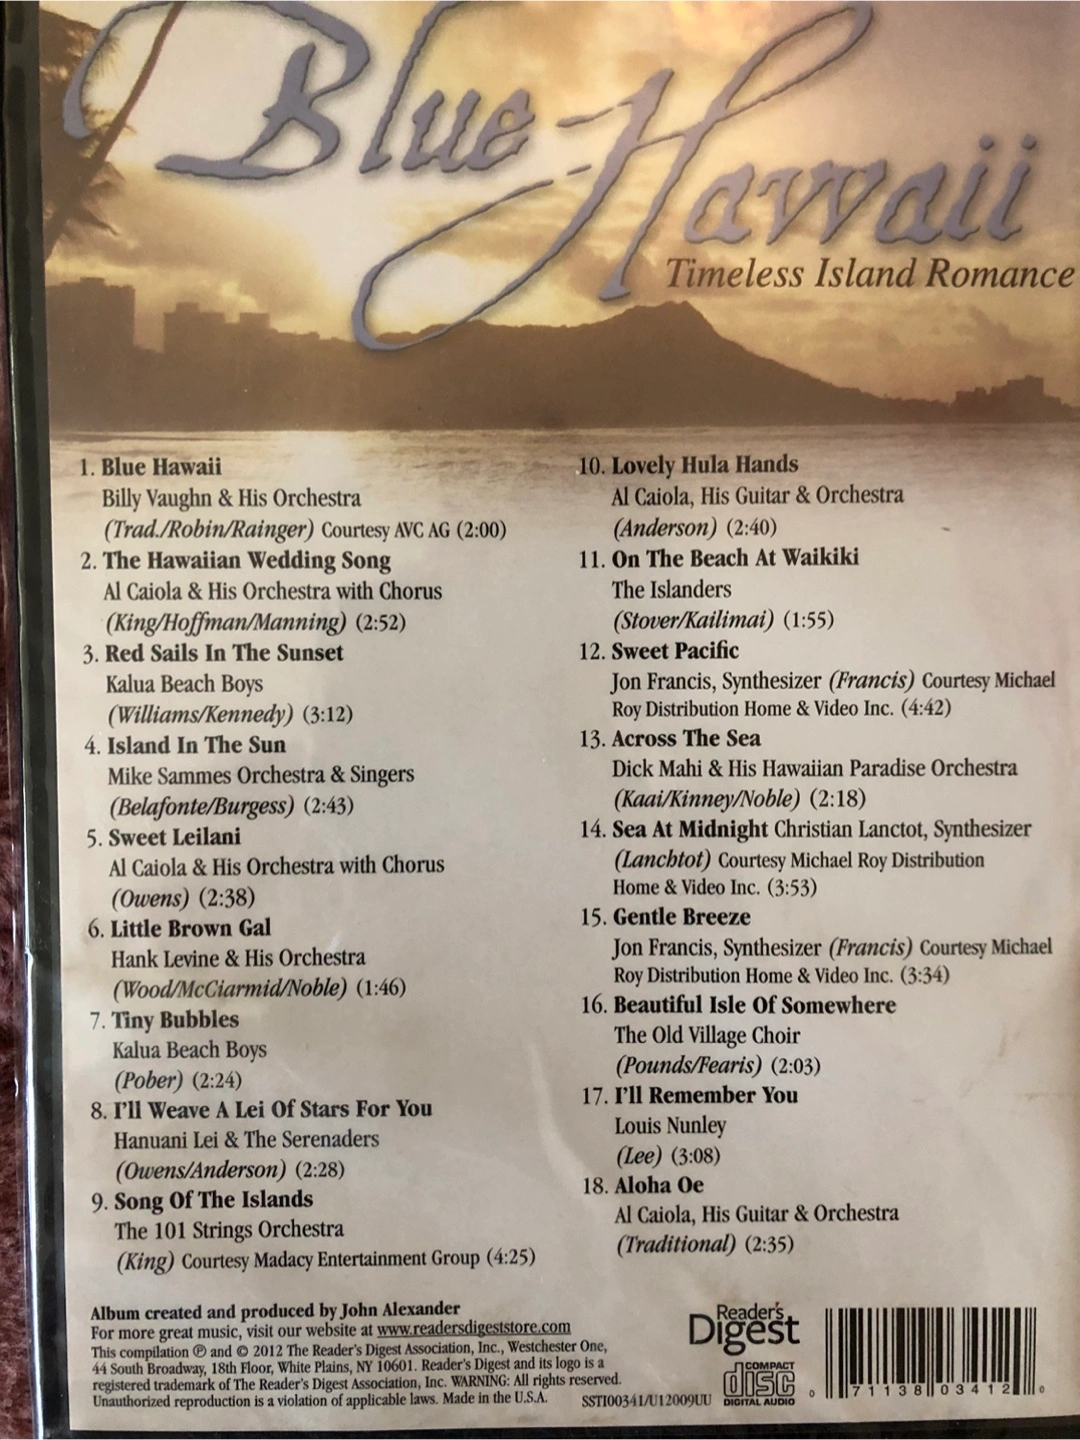 Blue Hawaii
Timeless Island Romance
1. Blue Hawaii
Billy Vaughn & His Orchestra
(Trad./Robin/Rainger) Courtesy AVC AG (2:00)
2. The Hawaiian Wedding Song
Al Caiola & His Orchestra with Chorus
(King/Hoffman/Manning) (2:52)
3. Red Sails In The Sunset
Kalua Beach Boys
(Williams/Kennedy) (3:12)
4. Island In The Sun
Mike Sammes Orchestra & Singers
(Belafonte/Burgess) (2:43)
5. Sweet Leilani
Al Caiola & His Orchestra with Chorus
(Owens) (2:38)
6. Little Brown Gal
Hank Levine & His Orchestra
(Wood/McCiarmid/Noble) (1:46)
7. Tiny Bubbles
Kalua Beach Boys
(Pober) (2:24)
8. I'll Weave A Lei Of Stars For You
Hanuani Lei & The Serenaders
(Owens/Anderson) (2:28)
9. Song Of The Islands
The 101 Strings Orchestra
(King) Courtesy Madacy Entertainment Group (4:25)
10. Lovely Hula Hands
Al Caiola, His Guitar & Orchestra
(Anderson) (2:40)
11. On The Beach At Waikiki
The Islanders
(Stover/Kailimai) (1:55)
12. Sweet Pacific
Jon Francis, Synthesizer (Francis) Courtesy Michael
Roy Distribution Home & Video Inc. (4:42)
13. Across The Sea
Dick Mahi & His Hawaiian Paradise Orchestra
(Kaai/Kinney/Noble) (2:18)
14. Sea At Midnight Christian Lanctot, Synthesizer
(Lanchtot) Courtesy Michael Roy Distribution
Home & Video Inc. (3:53)
15. Gentle Breeze
Jon Francis, Synthesizer (Francis) Courtesy Michael
Roy Distribution Home & Video Inc. (3:34)
16. Beautiful Isle Of Somewhere
The Old Village Choir
(Pounds/Fearis) (2:03)
17. I'll Remember You
Louis Nunley
(Lee) (3:08)
18. Aloha Oe
Al Caiola, His Guitar & Orchestra
(Traditional) (2:35)
Album created and produced by John Alexander
For more great music, visit our website at www.readersdigeststore.com
This compilation ℗ and © 2012 The Reader's Digest Association, Inc., Westchester One,
44 South Broadway, 18th Floor, White Plains, NY 10601. Reader's Digest and its logo is a
registered trademark of The Reader's Digest Association, Inc. WARNING: All rights reserved.
Unauthorized reproduction is a violation of applicable laws. Made in the U.S.A.
SSTI00341/U12009UU
Reader's
Digest
COMPACT
disc
DIGITAL AUDIO
0 71138 03412 0